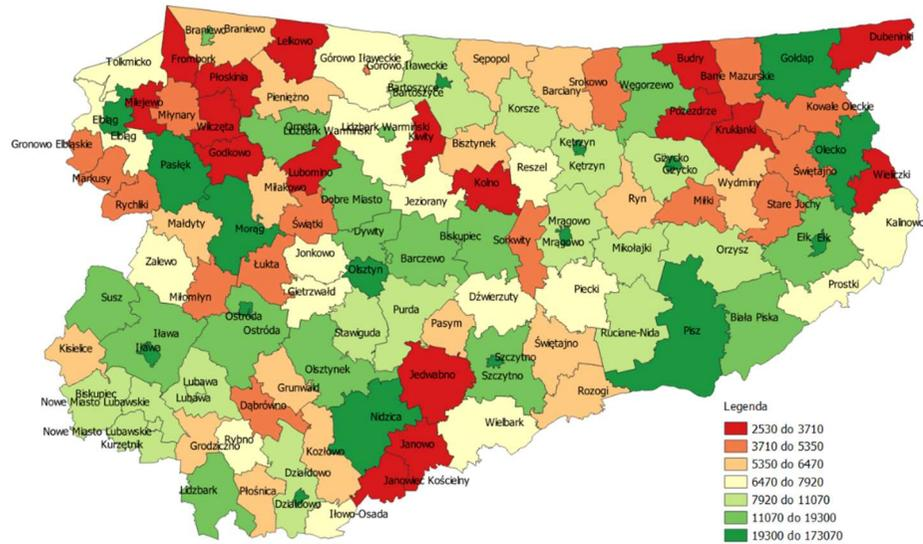 Braniewo
Braniewo
Lelkowo
Dubeninki
Tolkmicko
Frombork
Górowo Iławeckie
Górowo Iławeckie
Sępopol
Budry
Banie Mazurskie
Gołdap
Płoskinia
Bartoszyce
Bartoszyce
Barciany
Srokowo
Węgorzewo
Milejewo
Młynary
Pieniężno
Korsze
Pozezdrze
Kowale Oleckie
Elbląg
Elbląg
Wilczęta
Orneta
Lidzbark Warmiński
Lidzbark Warmiński
Kiwity
Kruklanki
Gronowo Elbląskie
Pasłęk
Godkowo
Bisztynek
Kętrzyn
Kętrzyn
Giżycko
Giżycko
Olecko
Markusy
Lubomino
Reszel
Świętajno
Wieliczki
Rychliki
Miłakowo
Dobre Miasto
Jeziorany
Kolno
Ryn
Miłki
Wydminy
Stare Juchy
Małdyty
Morąg
Świątki
Dywity
Biskupiec
Sorkwity
Mrągowo
Mrągowo
Mikołajki
Orzysz
Ełk
Ełk
Kalinowo
Zalewo
Łukta
Jonkowo
Olsztyn
Barczewo
Prostki
Susz
Miłomłyn
Gietrzwałd
Purda
Dźwierzuty
Piecki
Biała Piska
Ostróda
Ostróda
Iława
Iława
Stawiguda
Pasym
Ruciane-Nida
Pisz
Kisielice
Olsztynek
Szczytno
Szczytno
Świętajno
Jedwabno
Lubawa
Lubawa
Grunwald
Rozogi
Biskupiec
Nowe Miasto Lubawskie
Dąbrówno
Nidzica
Wielbark
Nowe Miasto Lubawskie
Kurzętnik
Grodziczno
Rybno
Kozłowo
Janowo
Działdowo
Działdowo
Janowiec Kościelny
Lidzbark
Płośnica
Iłowo-Osada
Legenda
2530 do 3710
3710 do 5350
5350 do 6470
6470 do 7920
7920 do 11070
11070 do 19300
19300 do 173070